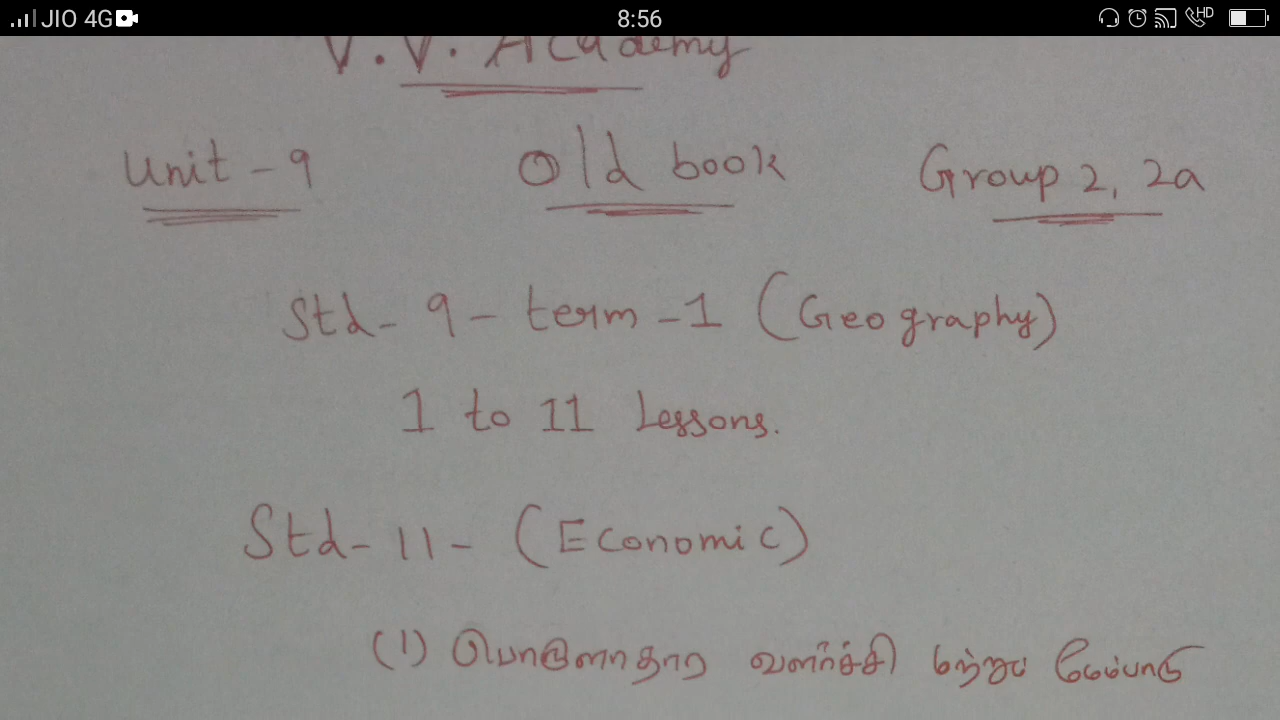 JIO 4G 8:56 HD
V.V. Academy
Unit - 9 Old book Group 2, 2a
Std - 9 - term - 1 (Geography)
1 to 11 Lessons.
Std - 11 - (Economic)
(1) பொருளாதார வளர்ச்சி மற்றும் மேம்பாடு